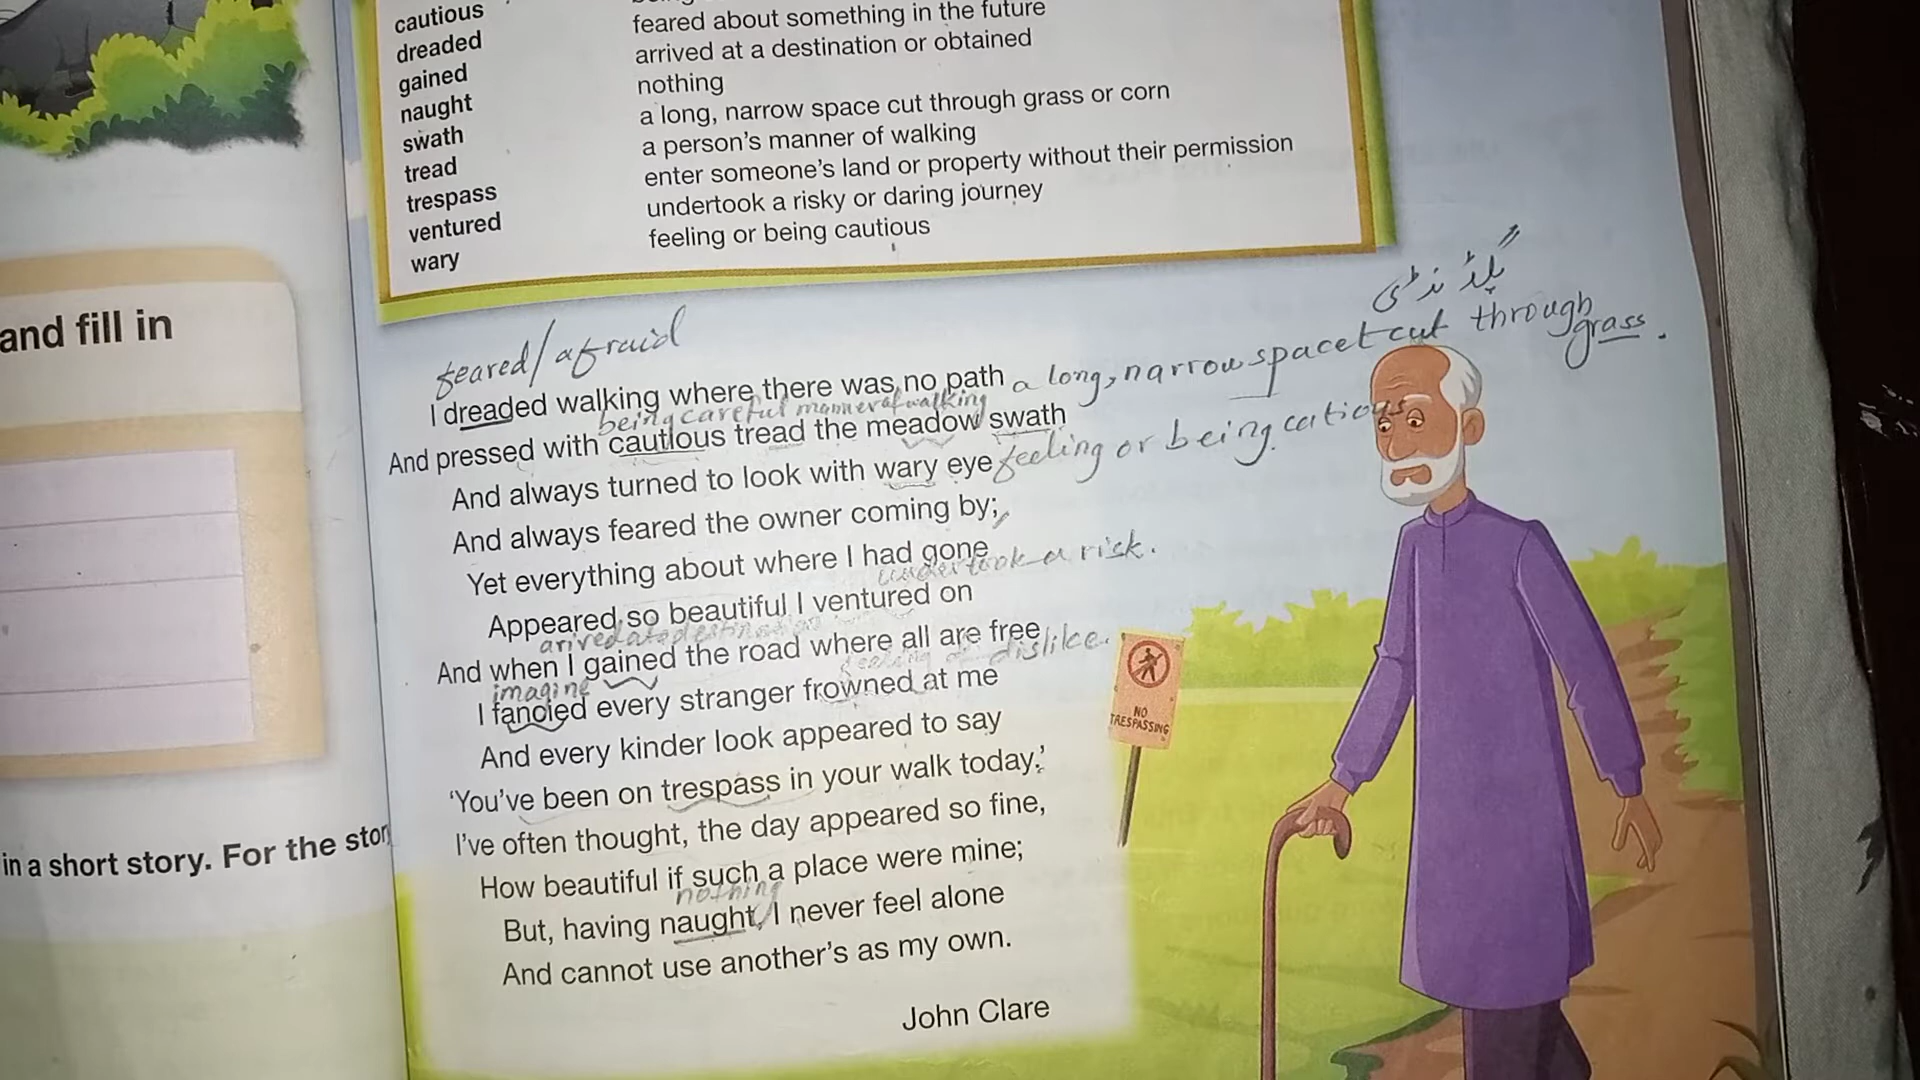 cautious
dreaded
gained
naught
swath
tread
trespass
ventured
wary
feared about something in the future
arrived at a destination or obtained
nothing
a long, narrow space cut through grass or corn
a person's manner of walking
enter someone's land or property without their permission
undertook a risky or daring journey
feeling or being cautious
and fill in
in a short story. For the stor
feared/afraid
I dreaded walking where there was no path
a long, narrow space cut through
grass.
being careful manner of walking
And pressed with cautious tread the meadow swath
And always turned to look with wary eye
feeling or being cutious
And always feared the owner coming by;
Yet everything about where I had gone
undertook a risk.
Appeared so beautiful I ventured on
arived at a destination
And when I gained the road where all are free
feeling of dislike.
imagine
I fancied every stranger frowned at me
And every kinder look appeared to say
'You've been on trespass in your walk today.'
I've often thought, the day appeared so fine,
How beautiful if such a place were mine;
nothing
But, having naught, I never feel alone
And cannot use another's as my own.
John Clare
NO
TRESPASSING